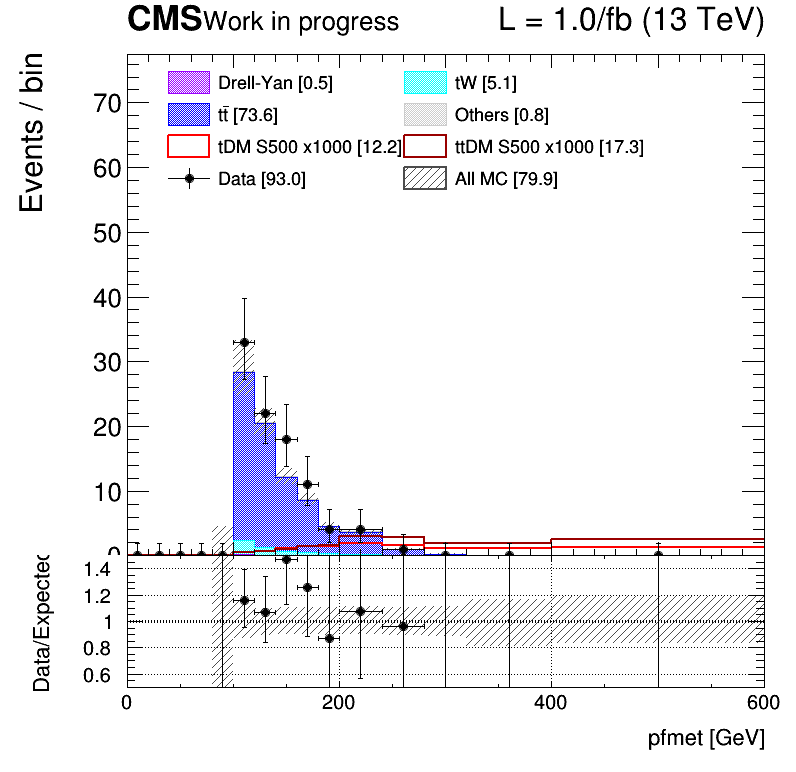 CMS Work in progress L = 1.0/fb (13 TeV)
Events / bin
Drell-Yan [0.5] tW [5.1]
tt̄ [73.6] Others [0.8]
tDM S500 x1000 [12.2] ttDM S500 x1000 [17.3]
Data [93.0] All MC [79.9]
70
60
50
40
30
20
10
0
Data/Expected
1.4
1.2
1
0.8
0.6
0 200 400 600
pfmet [GeV]